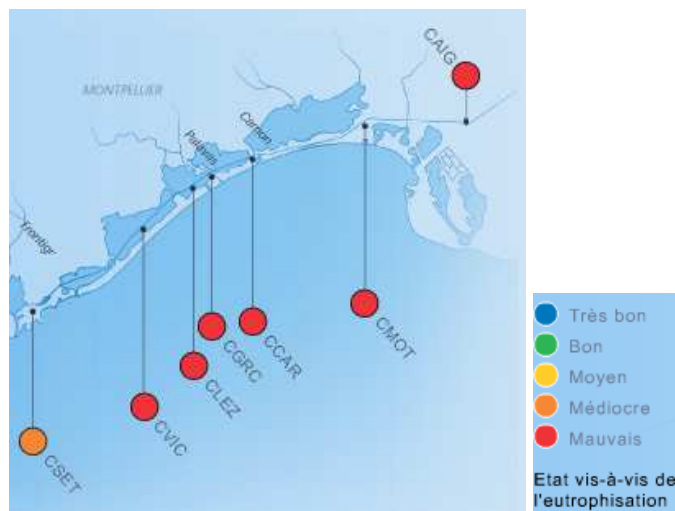 CAIG
MONTPELLIER
Carnon
Palavas
Frontign
CMOT
CCAR
CGRC
CLEZ
CVIC
CSET
Très bon
Bon
Moyen
Médiocre
Mauvais
Etat vis-à-vis de
l'eutrophisation